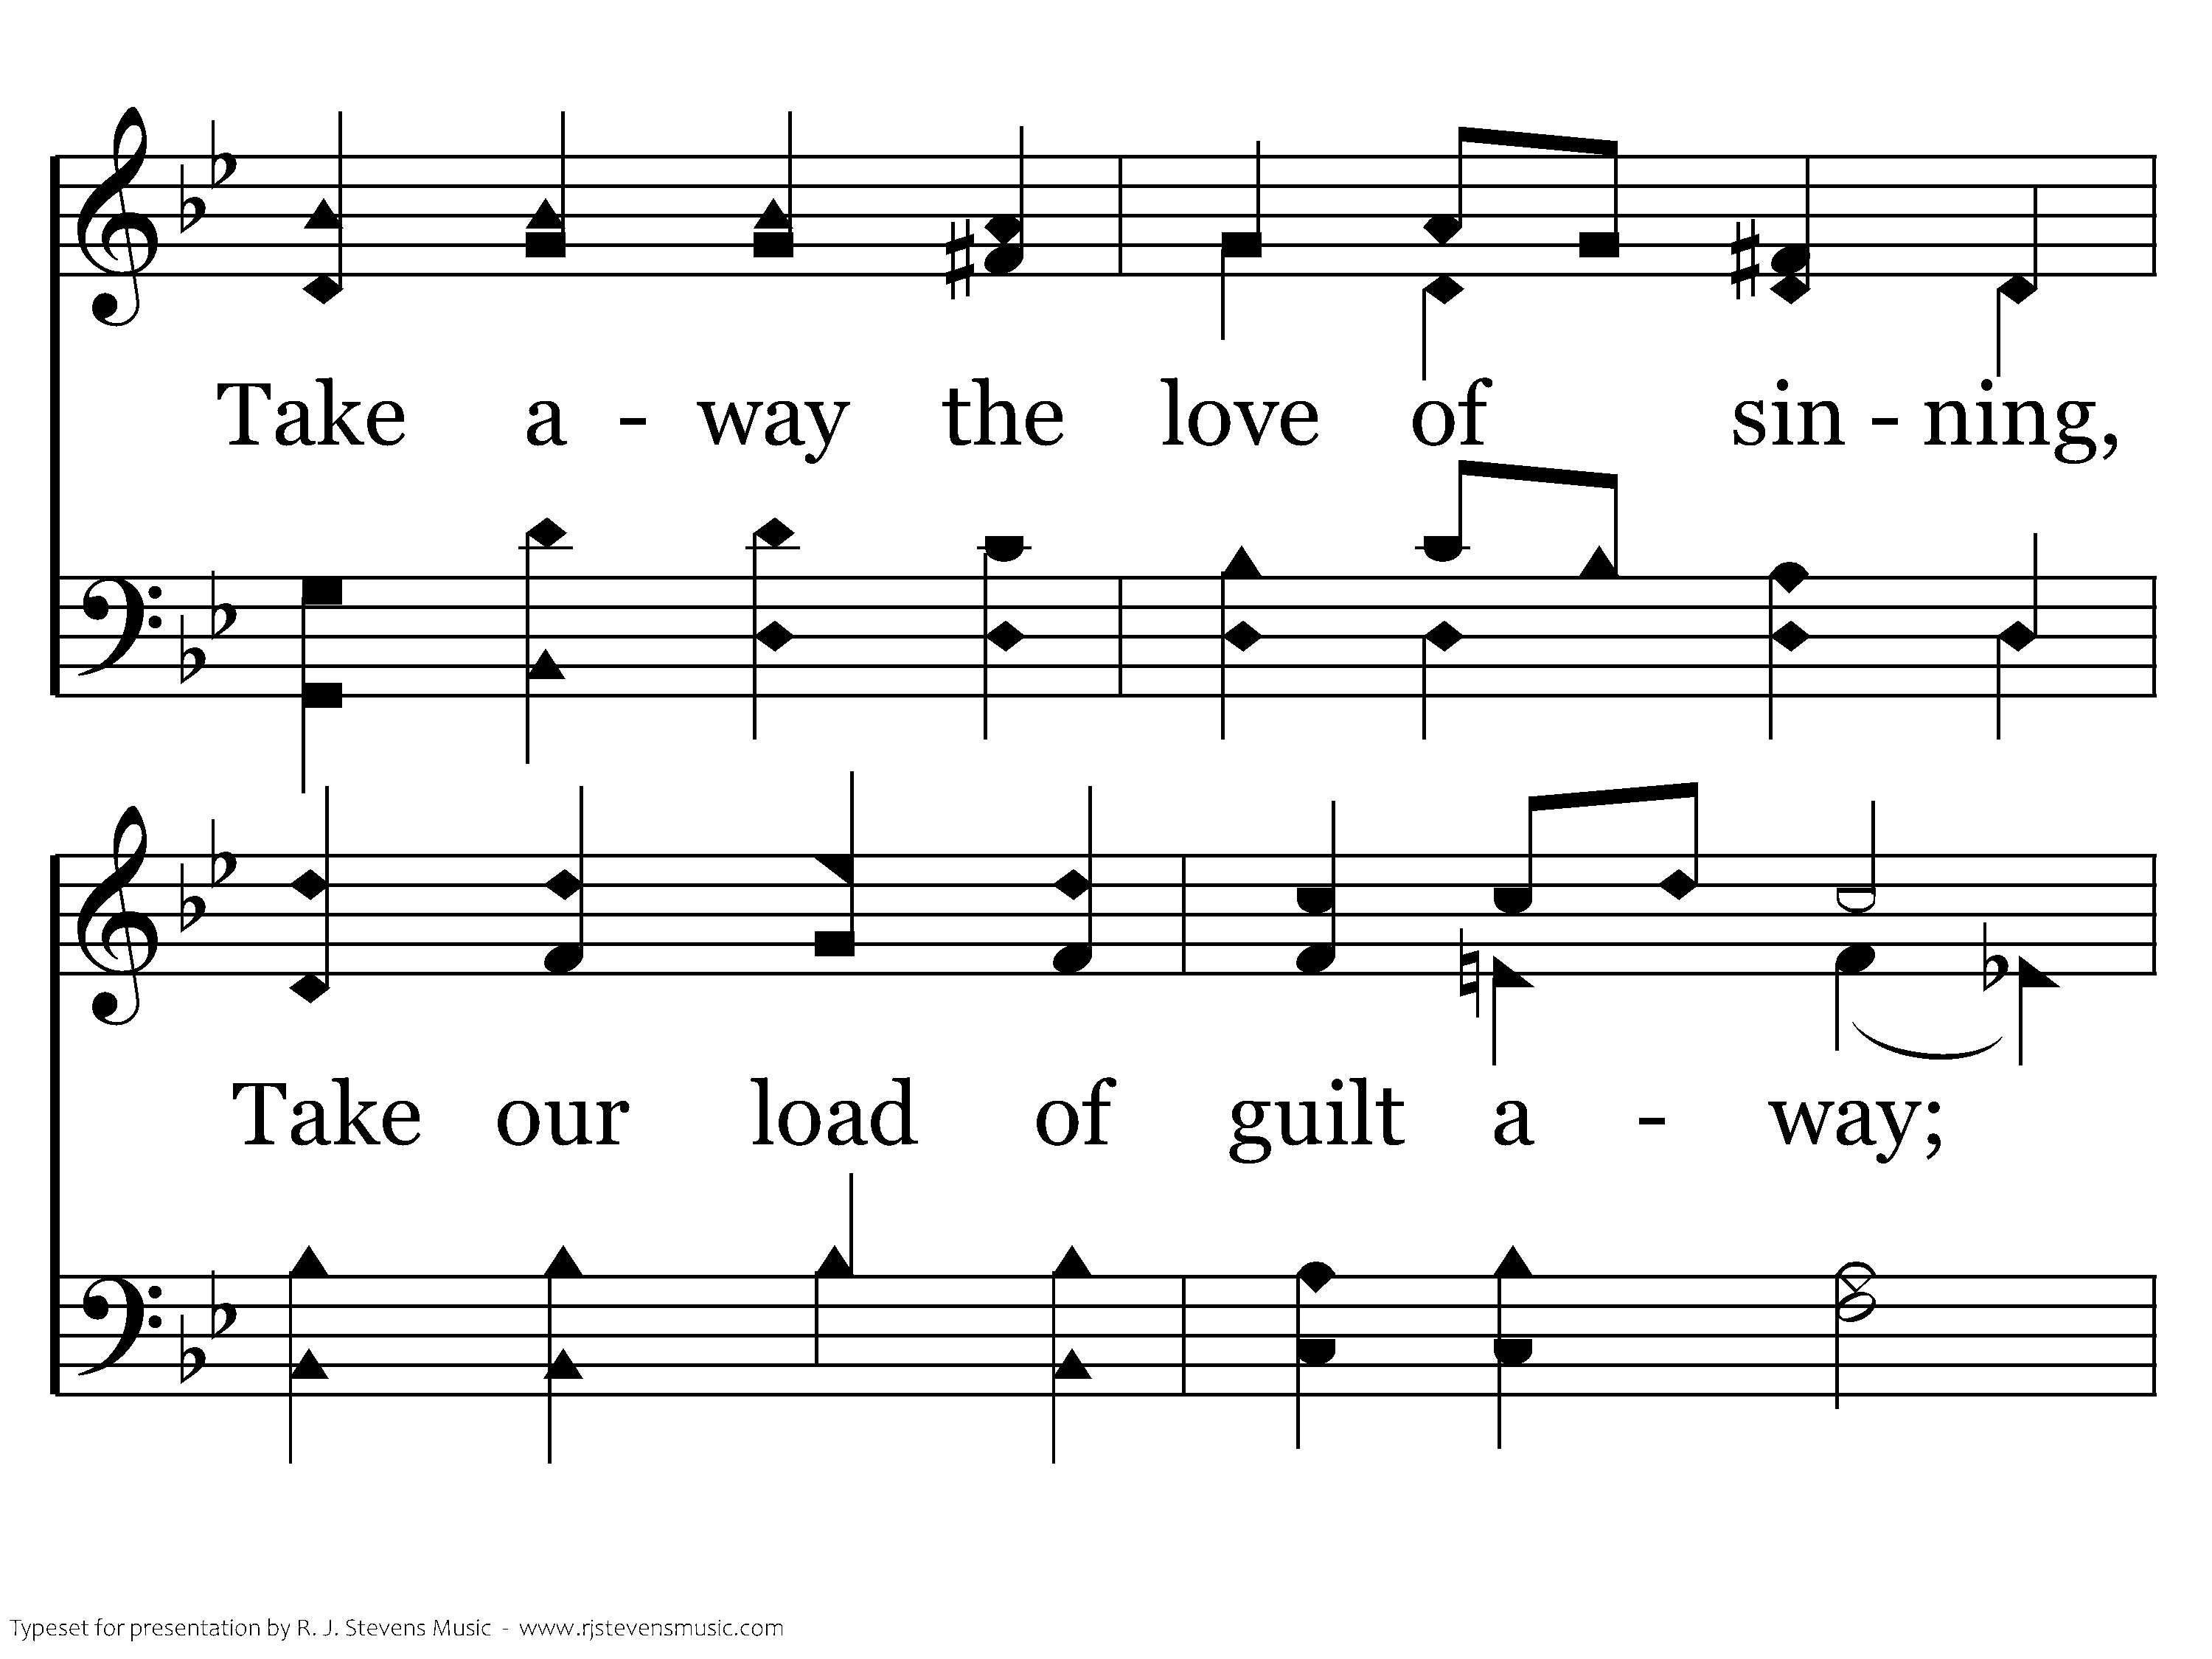 Take a - way the love of sin - ning,
Take our load of guilt a - way;
Typeset for presentation by R. J. Stevens Music - www.rjstevensmusic.com